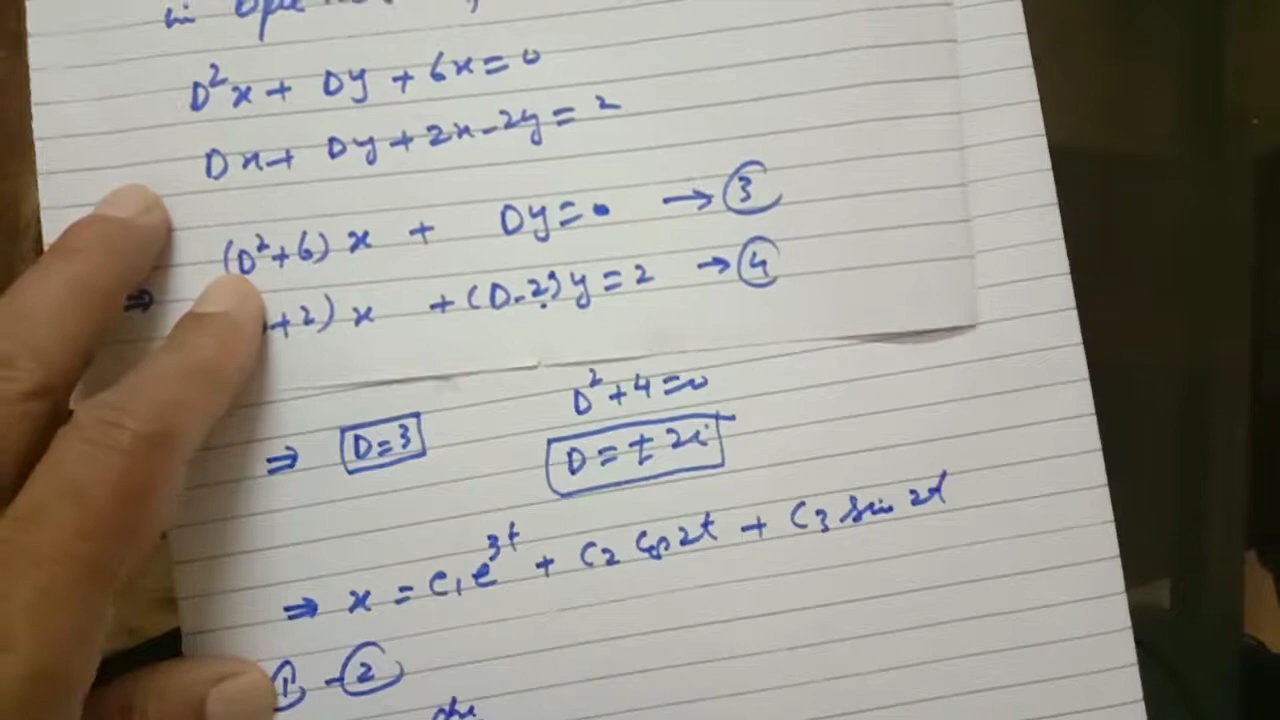 in
D²x + Dy + 6x = 0
Dx + Dy + 2x - 2y = 2
(D²+6) x + Dy = 0 → ③
⇒ +2) x + (D-2) y = 2 → ④
D² + 4 = 0
⇒ D = 3 D = ± 2i
⇒ x = c₁e³ᵗ + c₂ cos 2t + c₃ sin 2t
① - ②